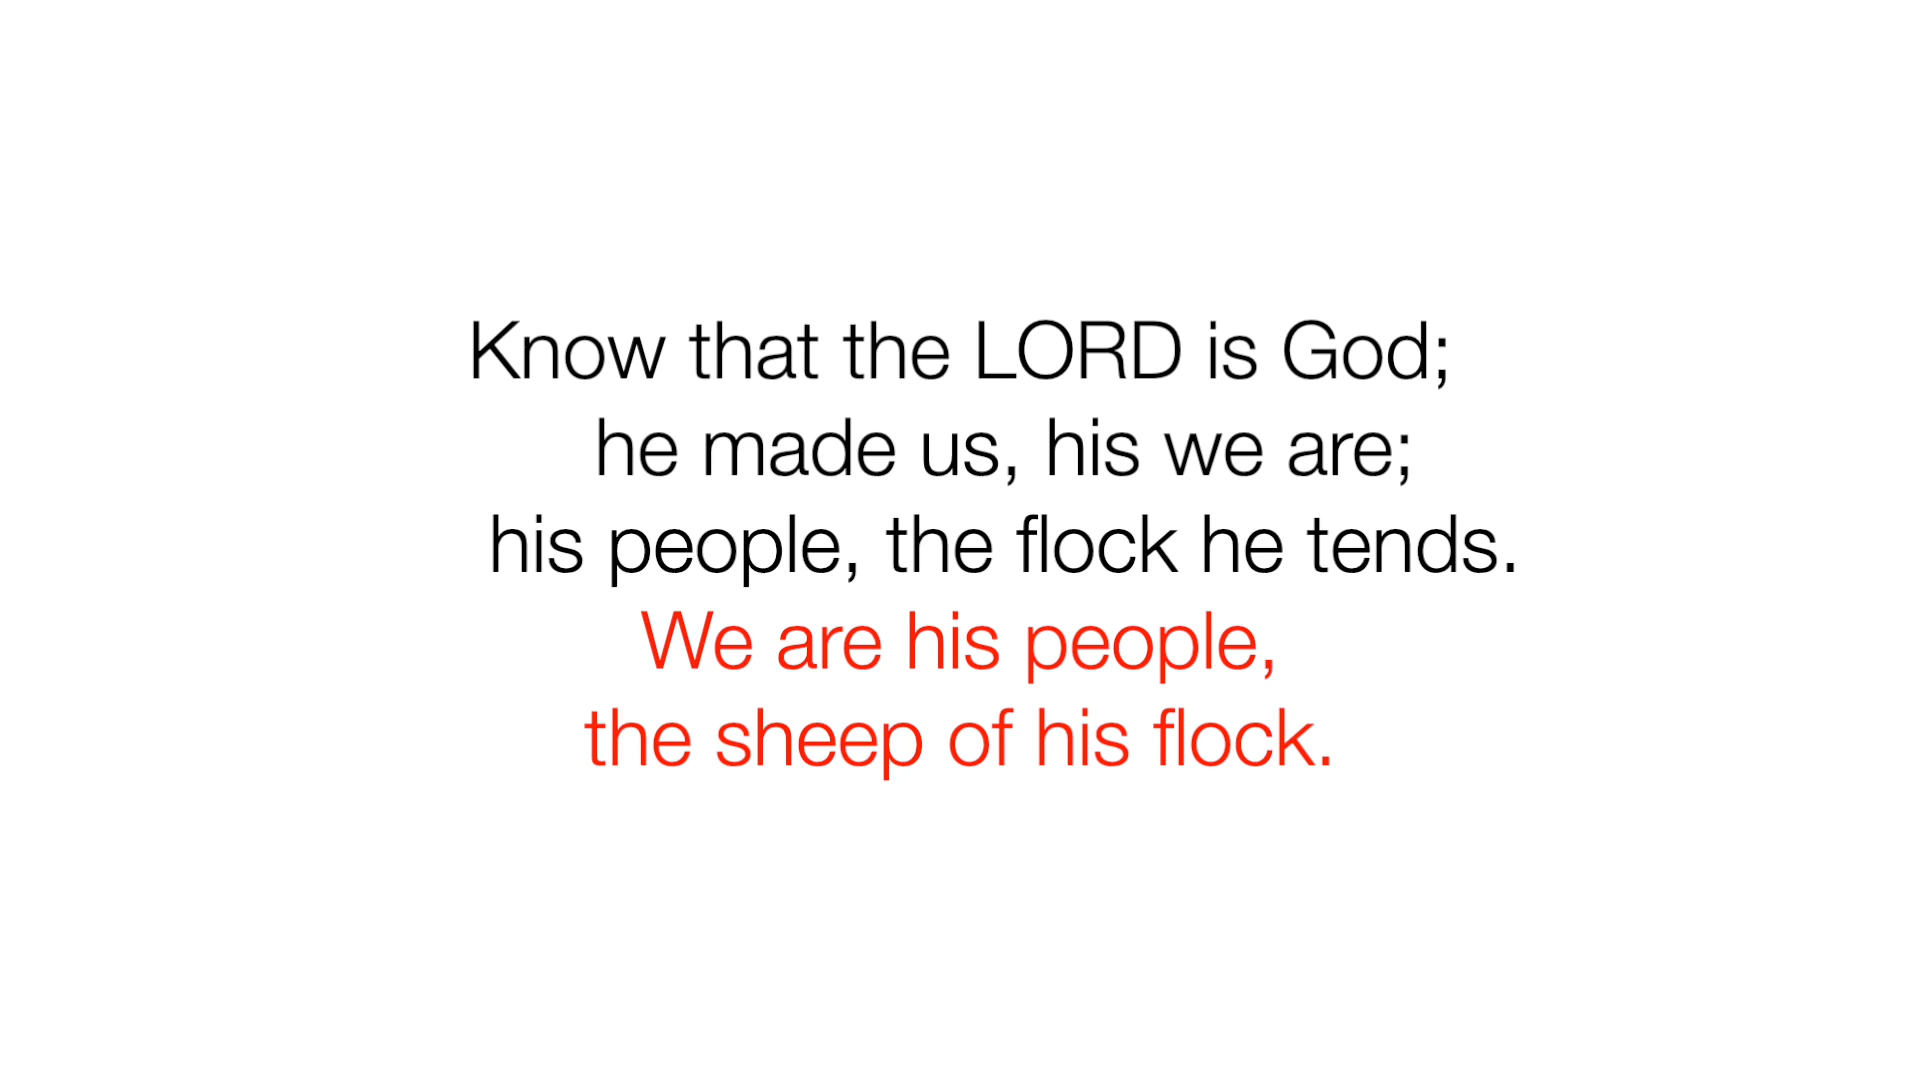 Know that the LORD is God;
he made us, his we are;
his people, the flock he tends.
We are his people,
the sheep of his flock.